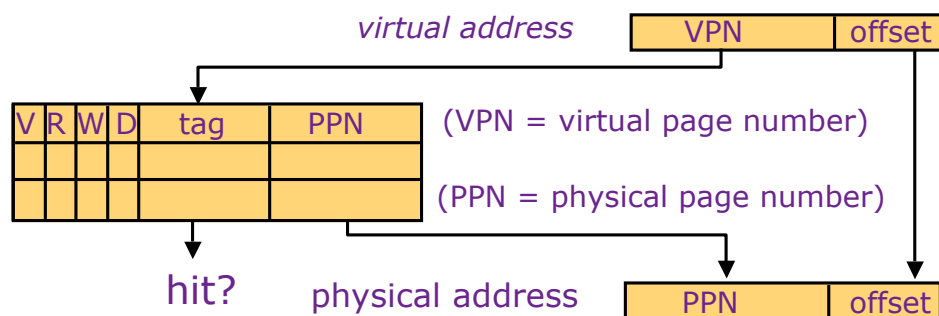 virtual address VPN offset
V R W D tag PPN (VPN = virtual page number)
(PPN = physical page number)
hit? physical address PPN offset